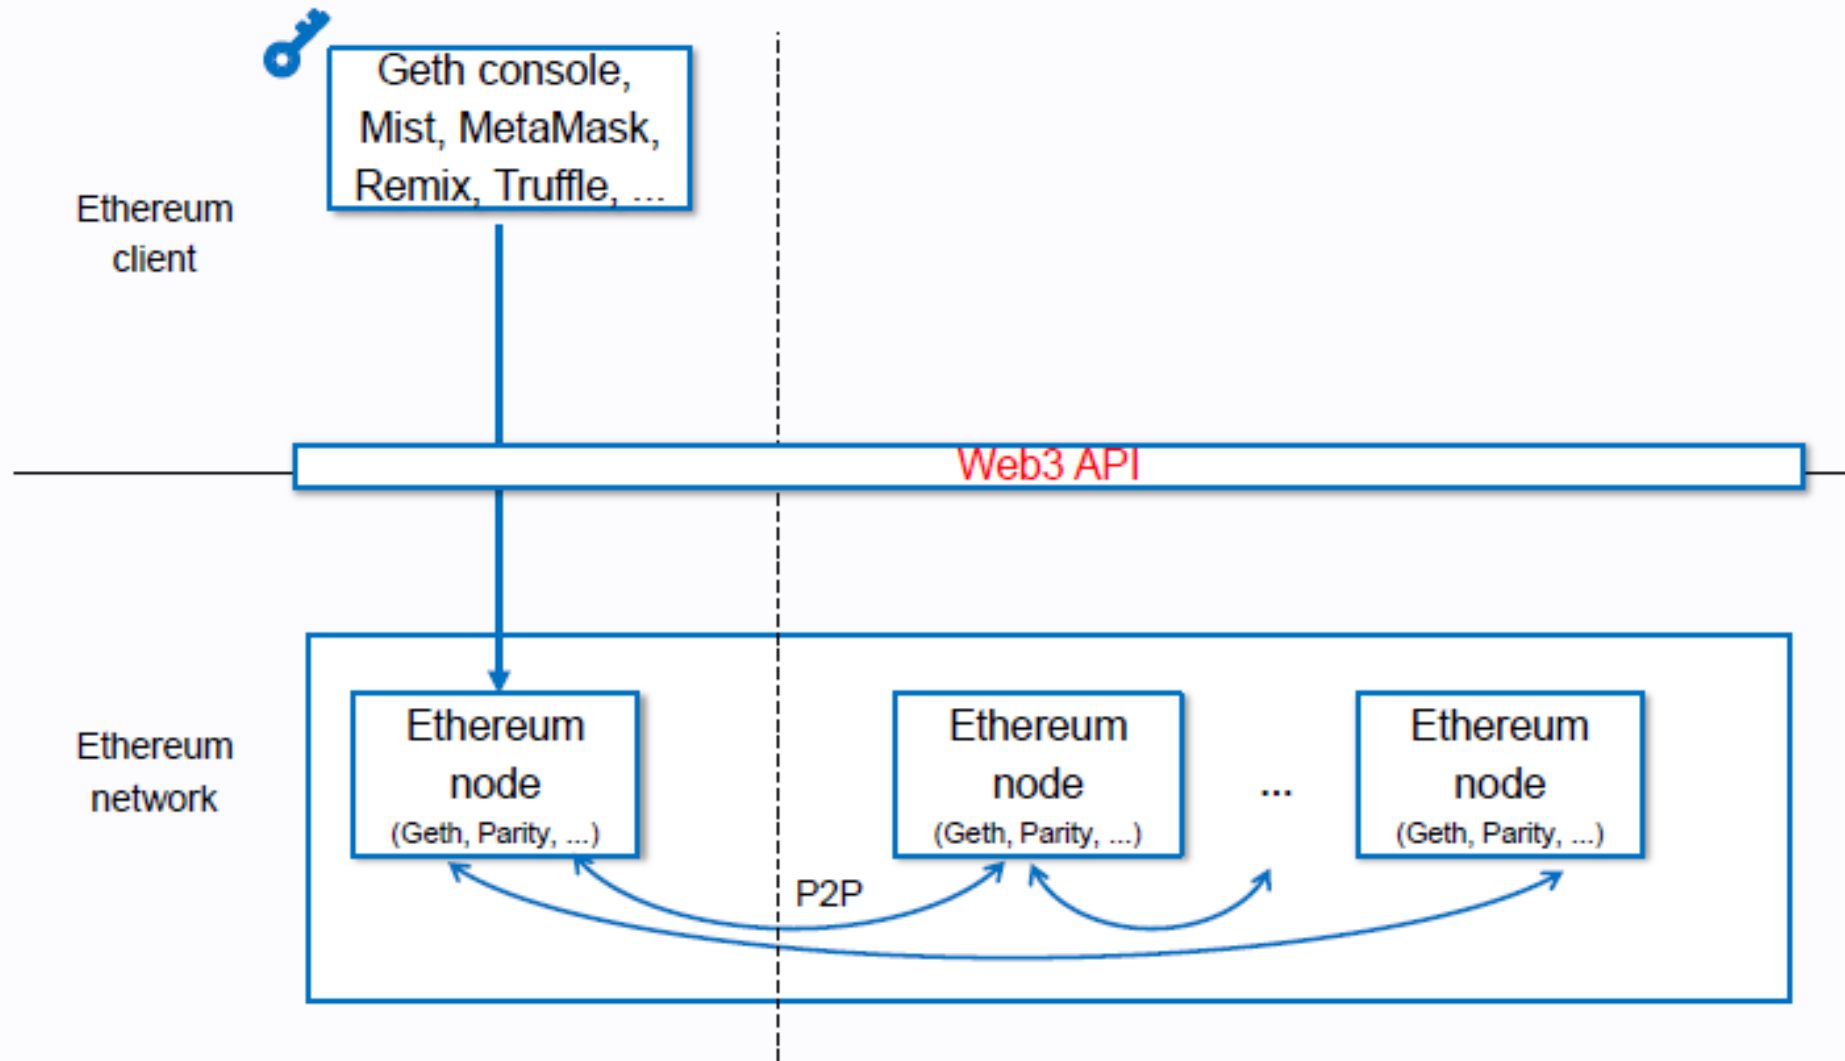 Geth console,
Mist, MetaMask,
Remix, Truffle, ...
Ethereum
client
Web3 API
Ethereum
network
Ethereum
node
(Geth, Parity, ...)
Ethereum
node
(Geth, Parity, ...)
...
Ethereum
node
(Geth, Parity, ...)
P2P